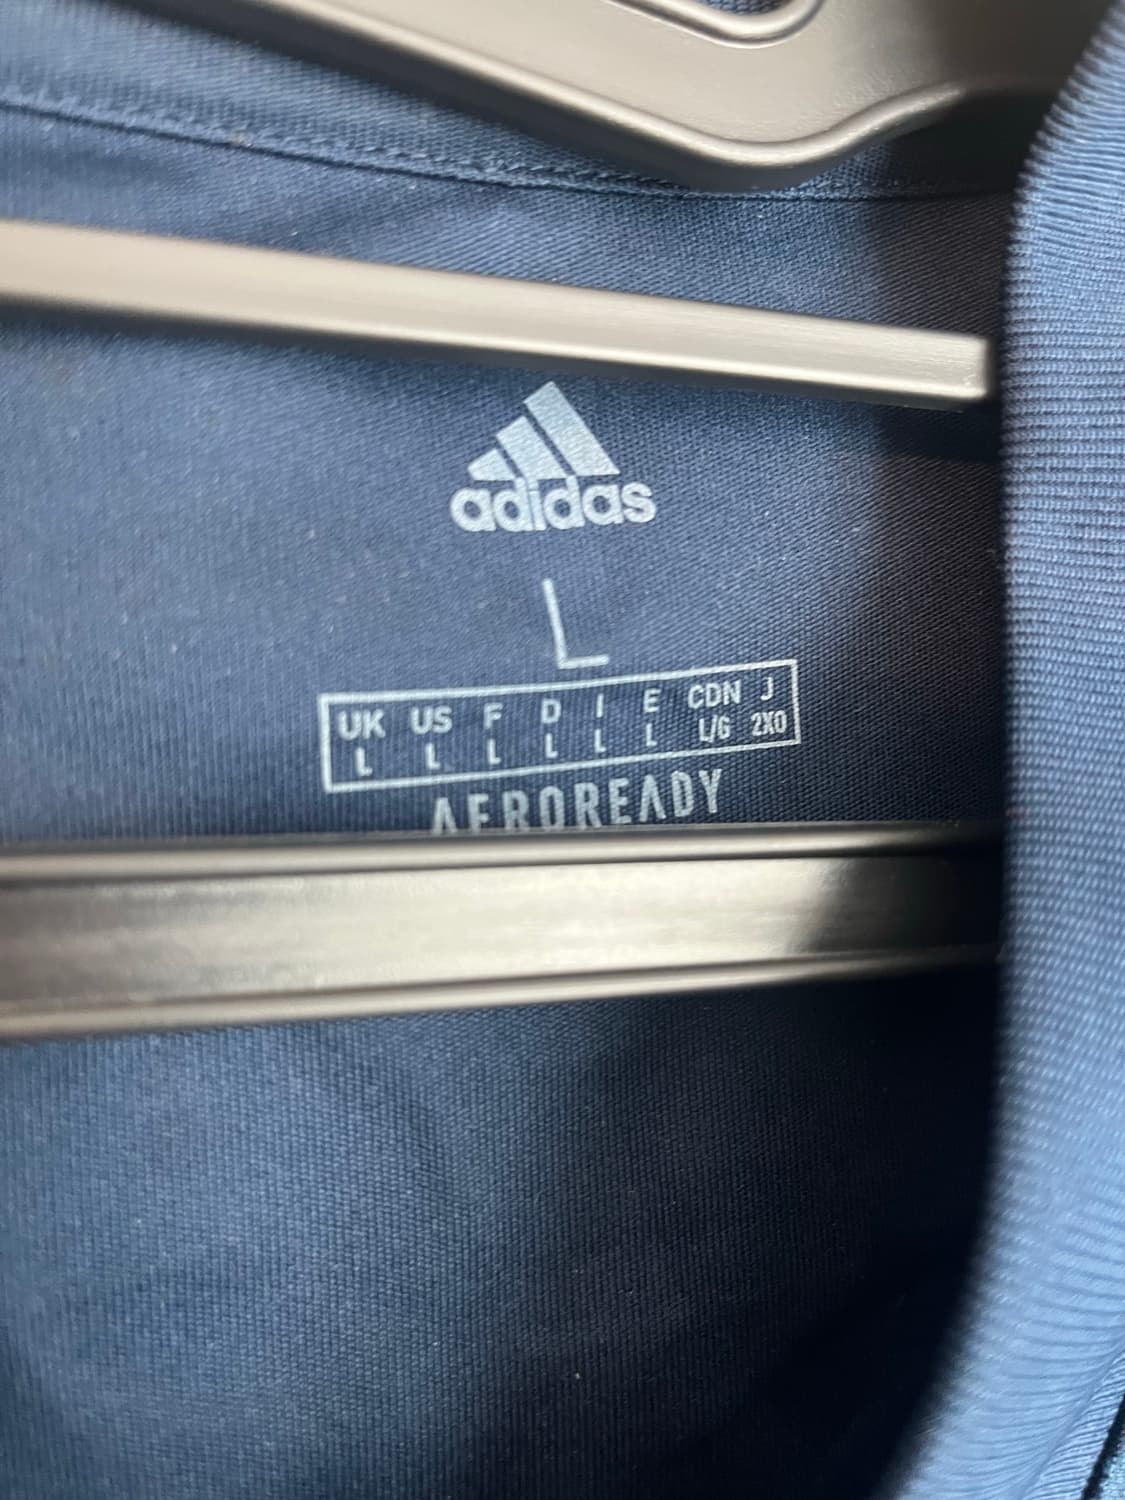 adidas
L
UK US F D I E CDN J
L L L L L L L/G 2XO
AEROREADY